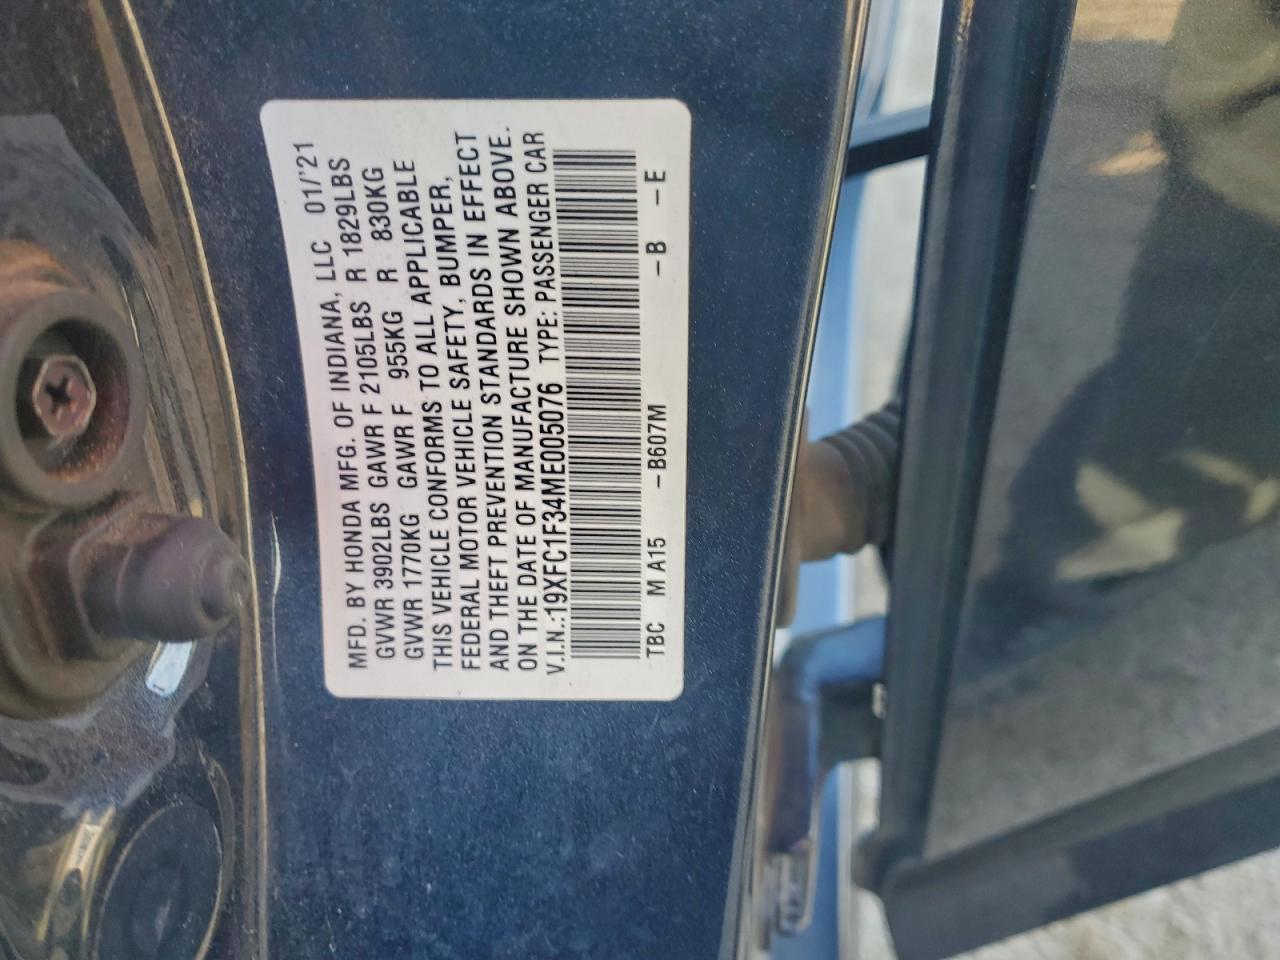 MFD. BY HONDA MFG. OF INDIANA, LLC 01/'21
GVWR 3902LBS GAWR F 2105LBS R 1829LBS
GVWR 1770KG GAWR F 955KG R 830KG
THIS VEHICLE CONFORMS TO ALL APPLICABLE
FEDERAL MOTOR VEHICLE SAFETY, BUMPER,
AND THEFT PREVENTION STANDARDS IN EFFECT
ON THE DATE OF MANUFACTURE SHOWN ABOVE.
V.I.N.:19XFC1F34ME005076 TYPE: PASSENGER CAR
TBC M A15 -B607M -B -E